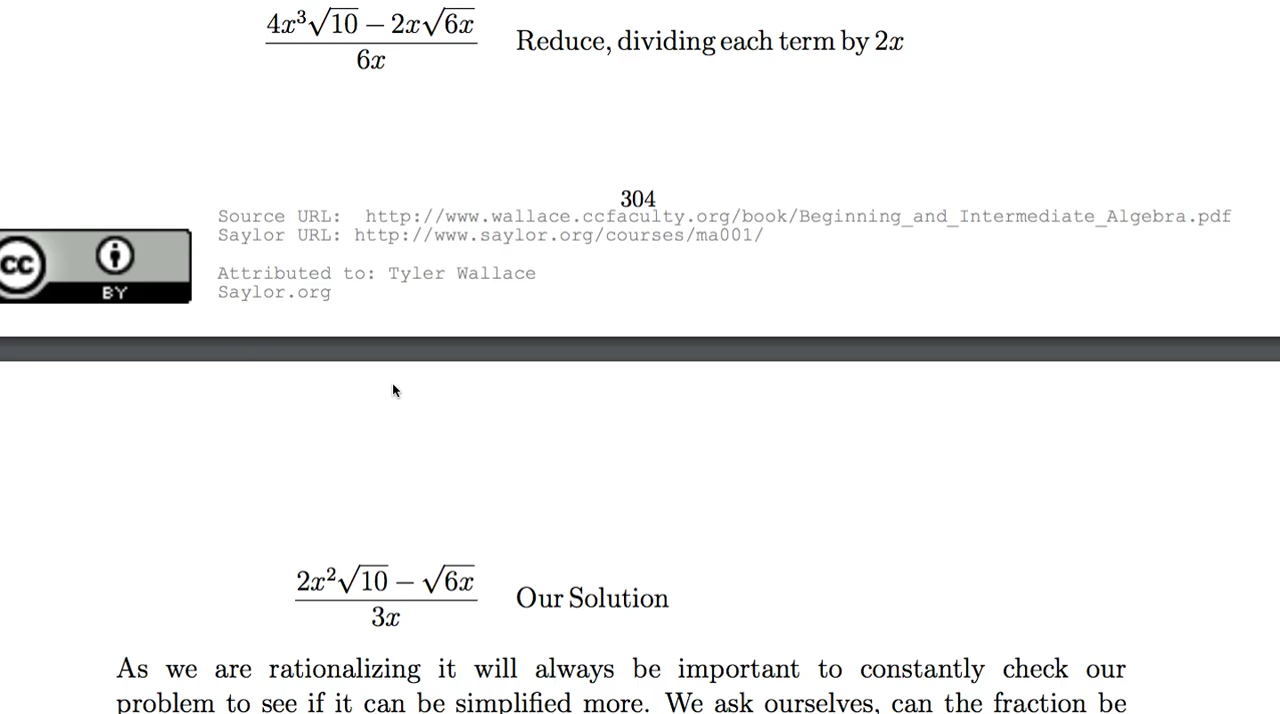 4x³√10 − 2x√6x
6x
Reduce, dividing each term by 2x
304
Source URL: http://www.wallace.ccfaculty.org/book/Beginning_and_Intermediate_Algebra.pdf
Saylor URL: http://www.saylor.org/courses/ma001/
cc
BY
Attributed to: Tyler Wallace
Saylor.org
2x²√10 − √6x
3x
Our Solution
As we are rationalizing it will always be important to constantly check our
problem to see if it can be simplified more. We ask ourselves, can the fraction be